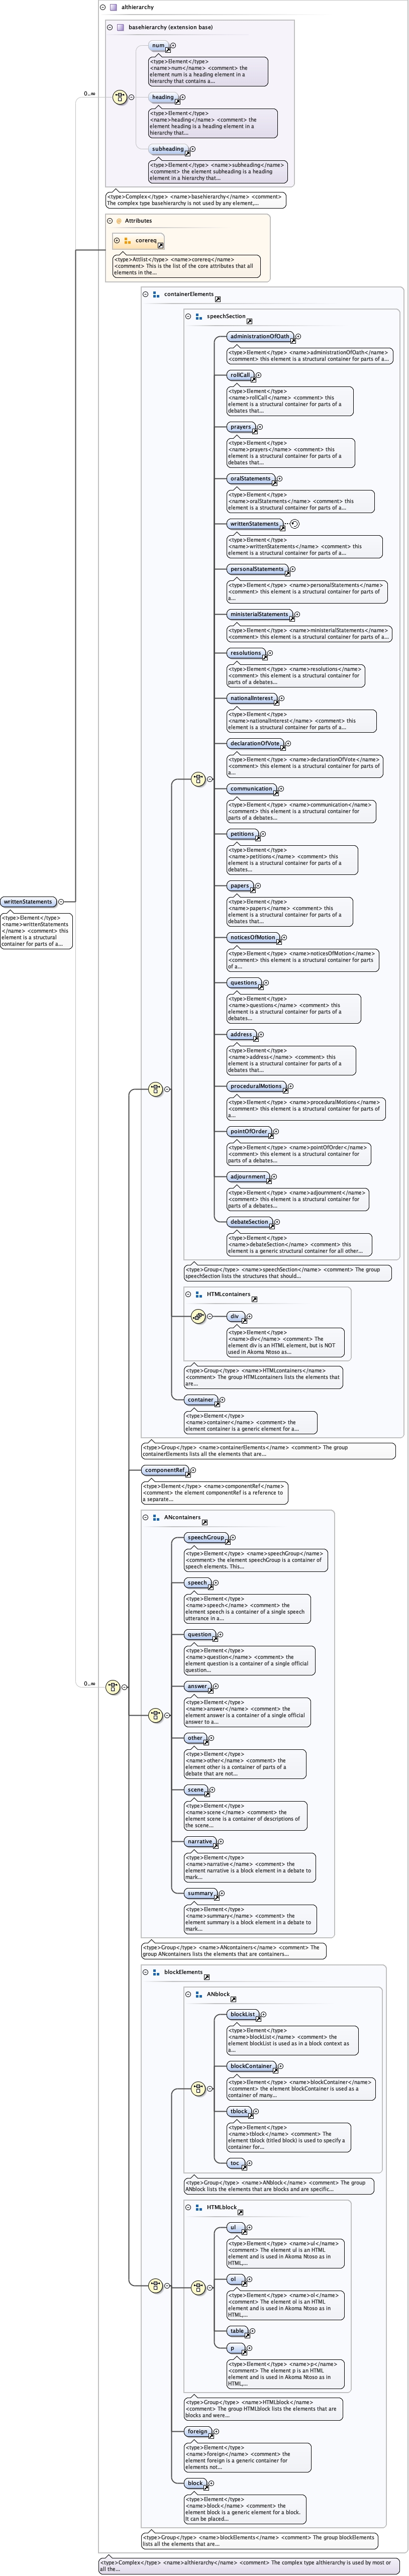 althierarchy
basehierarchy (extension base)
num
<type>Element</type>
<name>num</name> <comment> the
element num is a heading element in a
hierarchy that contains a...
0..∞
heading
<type>Element</type>
<name>heading</name> <comment> the
element heading is a heading element in a
hierarchy that...
subheading
<type>Element</type> <name>subheading</name>
<comment> the element subheading is a heading
element in a hierarchy that...
<type>Complex</type> <name>basehierarchy</name> <comment>
The complex type basehierarchy is not used by any element,...
Attributes
corereq
<type>Attlist</type> <name>corereq</name>
<comment> This is the list of the core attributes that all
elements in the...
containerElements
speechSection
administrationOfOath
<type>Element</type> <name>administrationOfOath</name>
<comment> this element is a structural container for parts of a...
rollCall
<type>Element</type>
<name>rollCall</name> <comment> this
element is a structural container for parts of a
debates that...
prayers
<type>Element</type>
<name>prayers</name> <comment> this
element is a structural container for parts of a
debates that...
oralStatements
<type>Element</type>
<name>oralStatements</name> <comment> this
element is a structural container for parts of a...
writtenStatements
<type>Element</type>
<name>writtenStatements</name> <comment> this
element is a structural container for parts of a...
personalStatements
<type>Element</type> <name>personalStatements</name>
<comment> this element is a structural container for parts of
a...
ministerialStatements
<type>Element</type> <name>ministerialStatements</name>
<comment> this element is a structural container for parts of a...
resolutions
<type>Element</type> <name>resolutions</name>
<comment> this element is a structural container for
parts of a debates...
nationalInterest
<type>Element</type>
<name>nationalInterest</name> <comment> this
element is a structural container for parts of a...
declarationOfVote
<type>Element</type> <name>declarationOfVote</name>
<comment> this element is a structural container for parts of
a...
communication
<type>Element</type> <name>communication</name>
<comment> this element is a structural container for
parts of a debates...
petitions
<type>Element</type>
<name>petitions</name> <comment> this
element is a structural container for parts of a
debates...
papers
<type>Element</type>
<name>papers</name> <comment> this
element is a structural container for parts of a
debates that...
writtenStatements
<type>Element</type>
<name>writtenStatements
</name> <comment> this
element is a structural
container for parts of a...
noticesOfMotion
<type>Element</type> <name>noticesOfMotion</name>
<comment> this element is a structural container for parts
of a...
questions
<type>Element</type>
<name>questions</name> <comment> this
element is a structural container for parts of a
debates...
address
<type>Element</type>
<name>address</name> <comment> this
element is a structural container for parts of a
debates that...
proceduralMotions
<type>Element</type> <name>proceduralMotions</name>
<comment> this element is a structural container for parts of
a...
pointOfOrder
<type>Element</type> <name>pointOfOrder</name>
<comment> this element is a structural container for
parts of a debates...
adjournment
<type>Element</type> <name>adjournment</name>
<comment> this element is a structural container for
parts of a debates...
debateSection
<type>Element</type>
<name>debateSection</name> <comment> this
element is a generic structural container for all other...
<type>Group</type> <name>speechSection</name> <comment> The group
speechSection lists the structures that should...
HTMLcontainers
div
<type>Element</type>
<name>div</name> <comment> The
element div is an HTML element, but is NOT
used in Akoma Ntoso as...
<type>Group</type> <name>HTMLcontainers</name>
<comment> The group HTMLcontainers lists the elements that
are...
container
<type>Element</type>
<name>container</name> <comment> the
element container is a generic element for a...
<type>Group</type> <name>containerElements</name> <comment> The group
containerElements lists all the elements that are...
componentRef
<type>Element</type> <name>componentRef</name>
<comment> the element componentRef is a reference to
a separate...
ANcontainers
speechGroup
<type>Element</type> <name>speechGroup</name>
<comment> the element speechGroup is a container of
speech elements. This...
speech
<type>Element</type>
<name>speech</name> <comment> the
element speech is a container of a single speech
utterance in a...
question
<type>Element</type>
<name>question</name> <comment> the
element question is a container of a single official
question...
0..∞
answer
<type>Element</type>
<name>answer</name> <comment> the
element answer is a container of a single official
answer to a...
other
<type>Element</type>
<name>other</name> <comment> the
element other is a container of parts of a
debate that are not...
scene
<type>Element</type>
<name>scene</name> <comment> the
element scene is a container of descriptions of
the scene...
narrative
<type>Element</type>
<name>narrative</name> <comment> the
element narrative is a block element in a debate to
mark...
summary
<type>Element</type>
<name>summary</name> <comment> the
element summary is a block element in a debate to
mark...
<type>Group</type> <name>ANcontainers</name> <comment> The
group ANcontainers lists the elements that are containers...
blockElements
ANblock
blockList
<type>Element</type>
<name>blockList</name> <comment> the
element blockList is used as in a block context as
a...
blockContainer
<type>Element</type> <name>blockContainer</name>
<comment> the element blockContainer is used as a
container of many...
tblock
<type>Element</type>
<name>tblock</name> <comment> The
element tblock (titled block) is used to specify a
container for...
toc
<type>Group</type> <name>ANblock</name> <comment> The group
ANblock lists the elements that are blocks and are specific...
HTMLblock
ul
<type>Element</type>
<name>ul</name>
<comment> The element ul is an HTML
element and is used in Akoma Ntoso as in
HTML,...
ol
<type>Element</type>
<name>ol</name>
<comment> The element ol is an HTML
element and is used in Akoma Ntoso as in
HTML,...
table
p
<type>Element</type>
<name>p</name>
<comment> The element p is an HTML
element and is used in Akoma Ntoso as in
HTML,...
<type>Group</type> <name>HTMLblock</name>
<comment> The group HTMLblock lists the elements that are
blocks and were...
foreign
<type>Element</type>
<name>foreign</name> <comment> the
element foreign is a generic container for
elements not...
block
<type>Element</type>
<name>block</name> <comment> the
element block is a generic element for a block.
It can be placed...
<type>Group</type> <name>blockElements</name> <comment> The group blockElements
lists all the elements that are...
<type>Complex</type> <name>althierarchy</name> <comment> The complex type althierarchy is used by most or
all the...